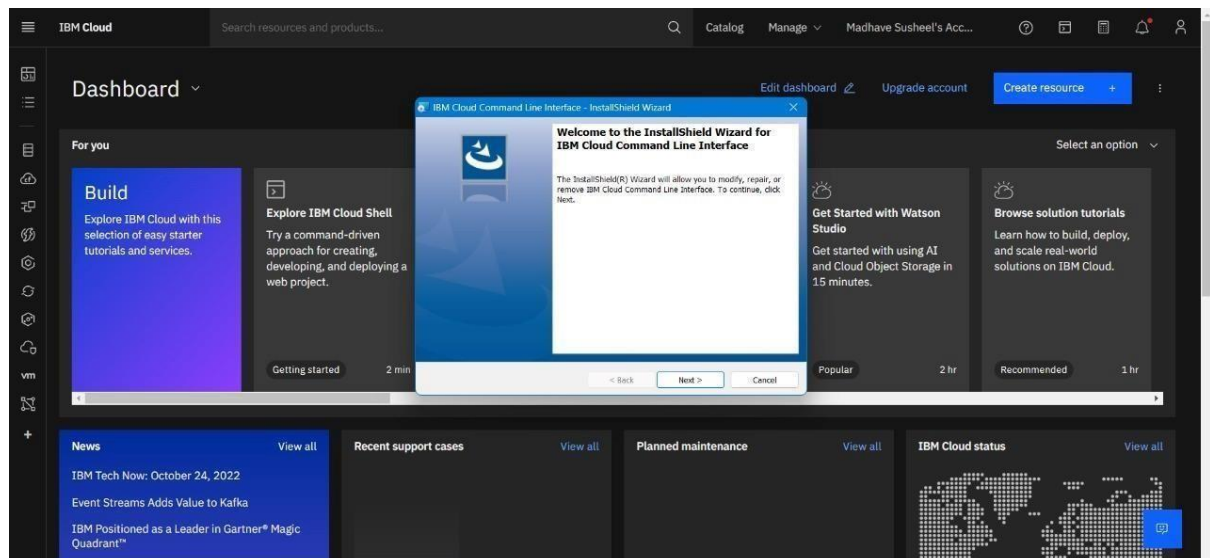 IBM Cloud
Search resources and products...
Catalog
Manage
Madhave Susheel's Acc...
Dashboard
Edit dashboard
Upgrade account
Create resource +
For you
Select an option
Build
Explore IBM Cloud with this
selection of easy starter
tutorials and services.
Explore IBM Cloud Shell
Try a command-driven
approach for creating,
developing, and deploying a
web project.
Getting started
2 min
IBM Cloud Command Line Interface - InstallShield Wizard
Welcome to the InstallShield Wizard for
IBM Cloud Command Line Interface
The InstallShield(R) Wizard will allow you to modify, repair, or
remove IBM Cloud Command Line Interface. To continue, click
Next.
< Back
Next >
Cancel
Get Started with Watson
Studio
Get started with using AI
and Cloud Object Storage in
15 minutes.
Popular
2 hr
Browse solution tutorials
Learn how to build, deploy,
and scale real-world
solutions on IBM Cloud.
Recommended
1 hr
vm
News
View all
IBM Tech Now: October 24, 2022
Event Streams Adds Value to Kafka
IBM Positioned as a Leader in Gartner® Magic
Quadrant™
Recent support cases
View all
Planned maintenance
View all
IBM Cloud status
View all